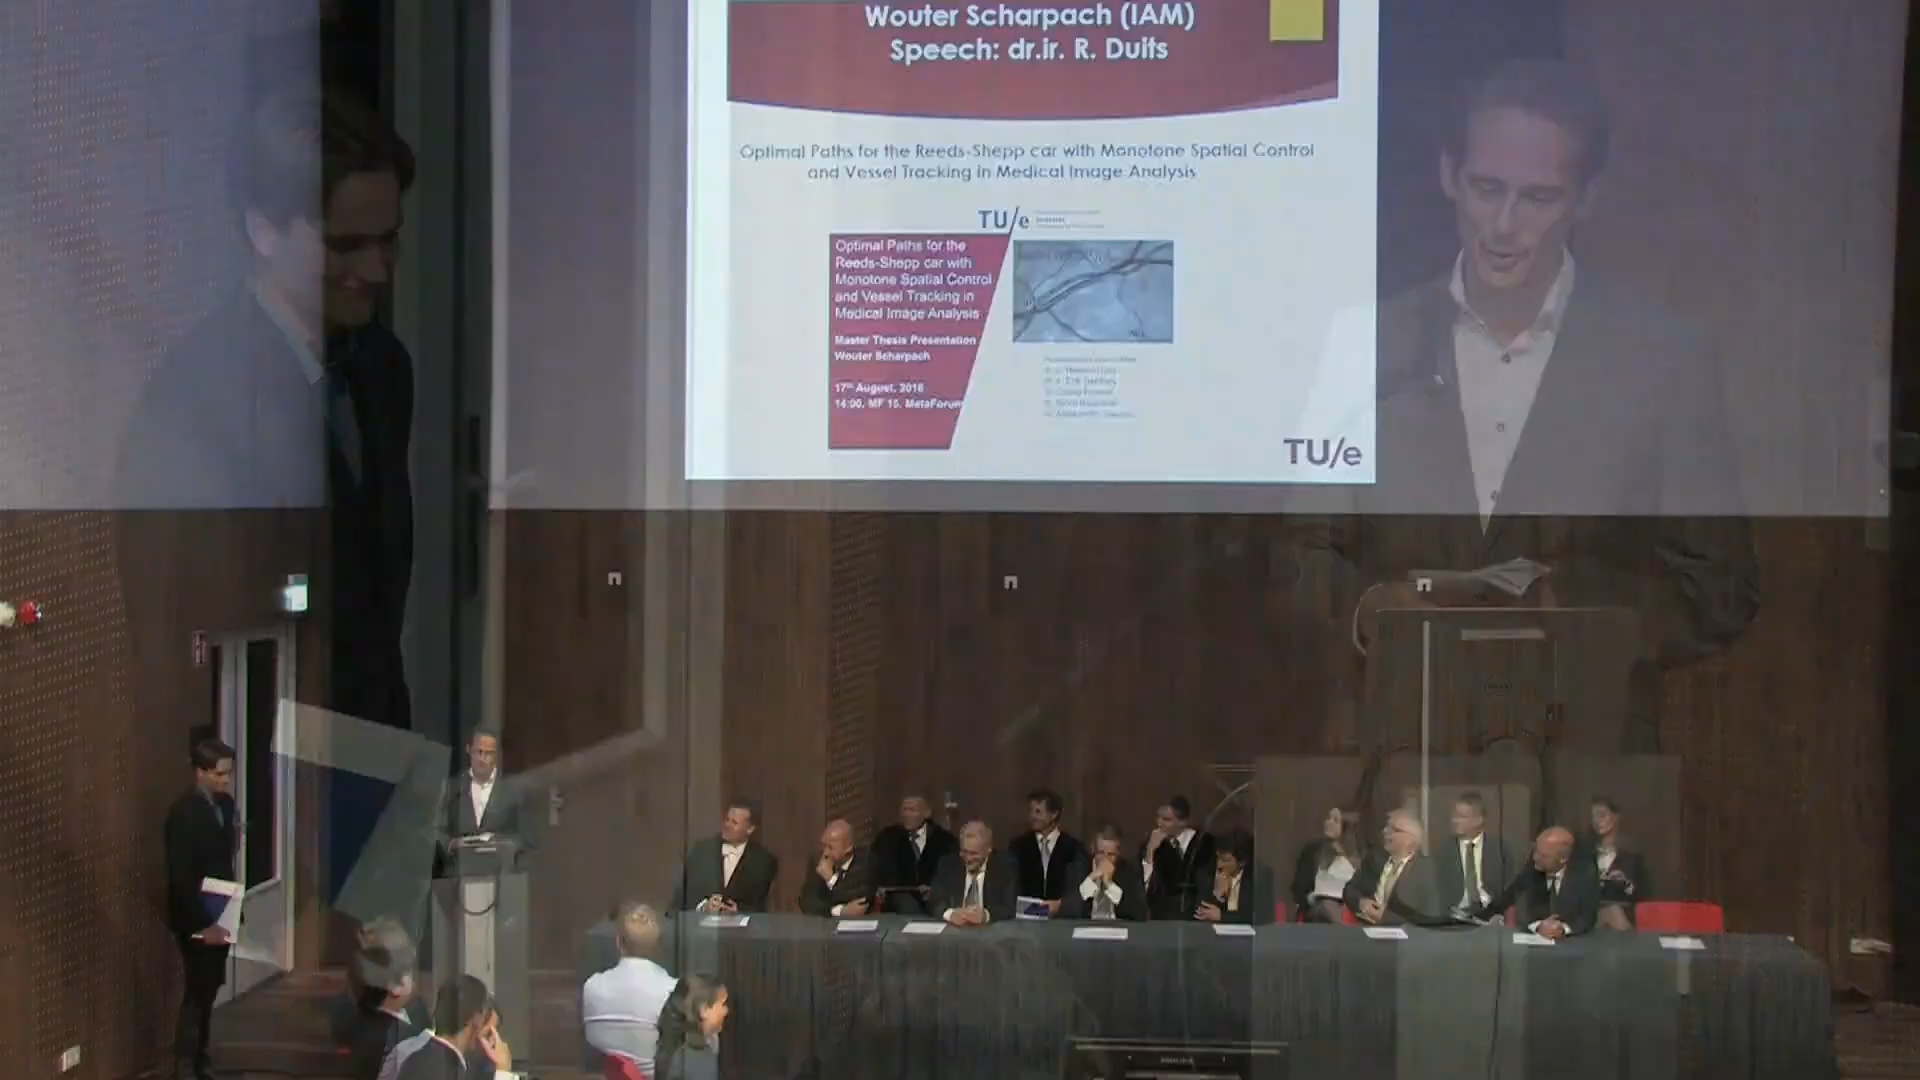 Wouter Scharpach (IAM)
Speech: dr.ir. R. Duits
Optimal Paths for the Reeds-Shepp car with Monotone Spatial Control
and Vessel Tracking in Medical Image Analysis
TU/e
Optimal Paths for the
Reeds-Shepp car with
Monotone Spatial Control
and Vessel Tracking in
Medical Image Analysis
Master Thesis Presentation
Wouter Scharpach
17th August, 2016
14:00, MF 15, MetaForum
TU/e